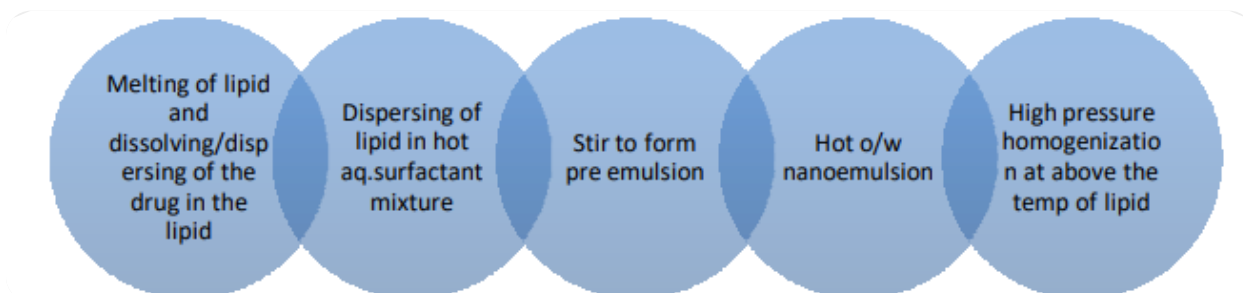 Melting of lipid
and
dissolving/disp
ersing of the
drug in the
lipid
Dispersing of
lipid in hot
aq.surfactant
mixture
Stir to form
pre emulsion
Hot o/w
nanoemulsion
High pressure
homogenizatio
n at above the
temp of lipid